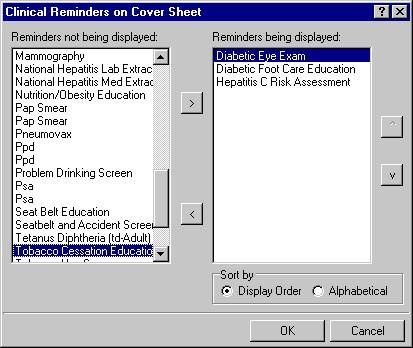 Clinical Reminders on Cover Sheet
Reminders not being displayed:
Mammography
National Hepatitis Lab Extrac
National Hepatitis Med Extrac
Nutrition/Obesity Education
Pap Smear
Pap Smear
Pneumovax
Ppd
Ppd
Problem Drinking Screen
Psa
Psa
Seat Belt Education
Seatbelt and Accident Screen
Tetanus Diphtheria (td-Adult)
Tobacco Cessation Educatio
Reminders being displayed:
Diabetic Eye Exam
Diabetic Foot Care Education
Hepatitis C Risk Assessment
>
<
^
v
Sort by
Display Order
Alphabetical
OK
Cancel